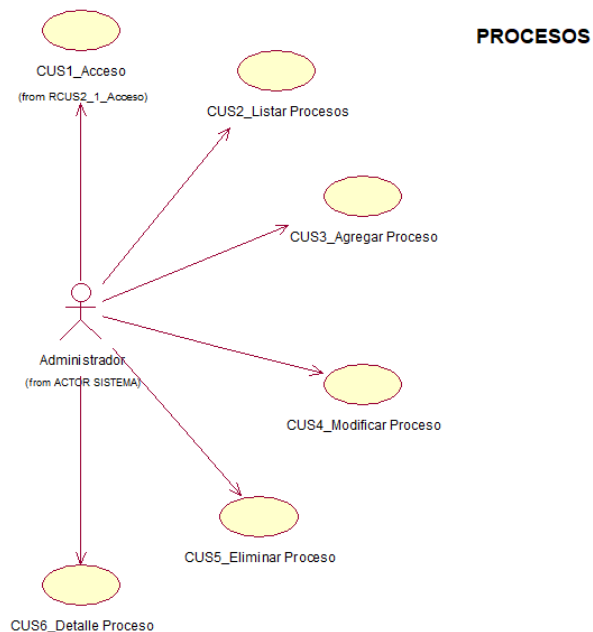 PROCESOS
CUS1_Acceso
(from RCUS2_1_Acceso)
CUS2_Listar Procesos
CUS3_Agregar Proceso
Administrador
(from ACTOR SISTEMA)
CUS4_Modificar Proceso
CUS5_Eliminar Proceso
CUS6_Detalle Proceso